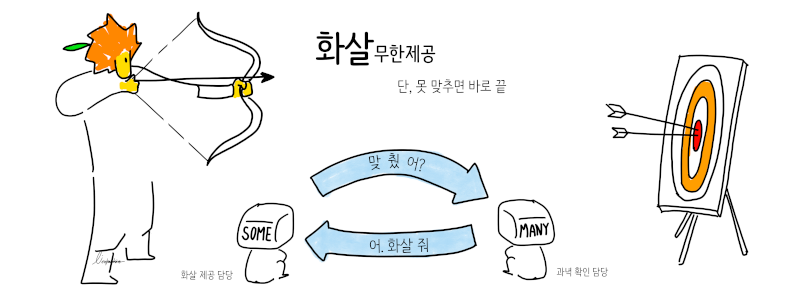 화살무한제공
단, 못 맞추면 바로 끝
맞췄어?
SOME
MANY
어. 화살 줘
화살 제공 담당
과녁 확인 담당